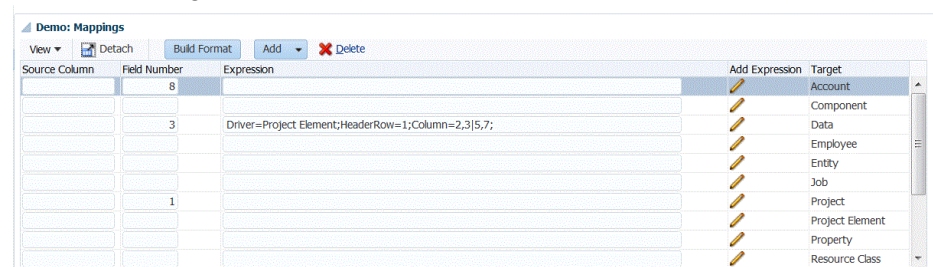 Demo: Mappings
View Detach Build Format Add Delete
Source Column Field Number Expression Add Expression Target
8 Account
Component
3 Driver=Project Element;HeaderRow=1;Column=2,3|5,7; Data
Employee
Entity
Job
1 Project
Project Element
Property
Resource Class